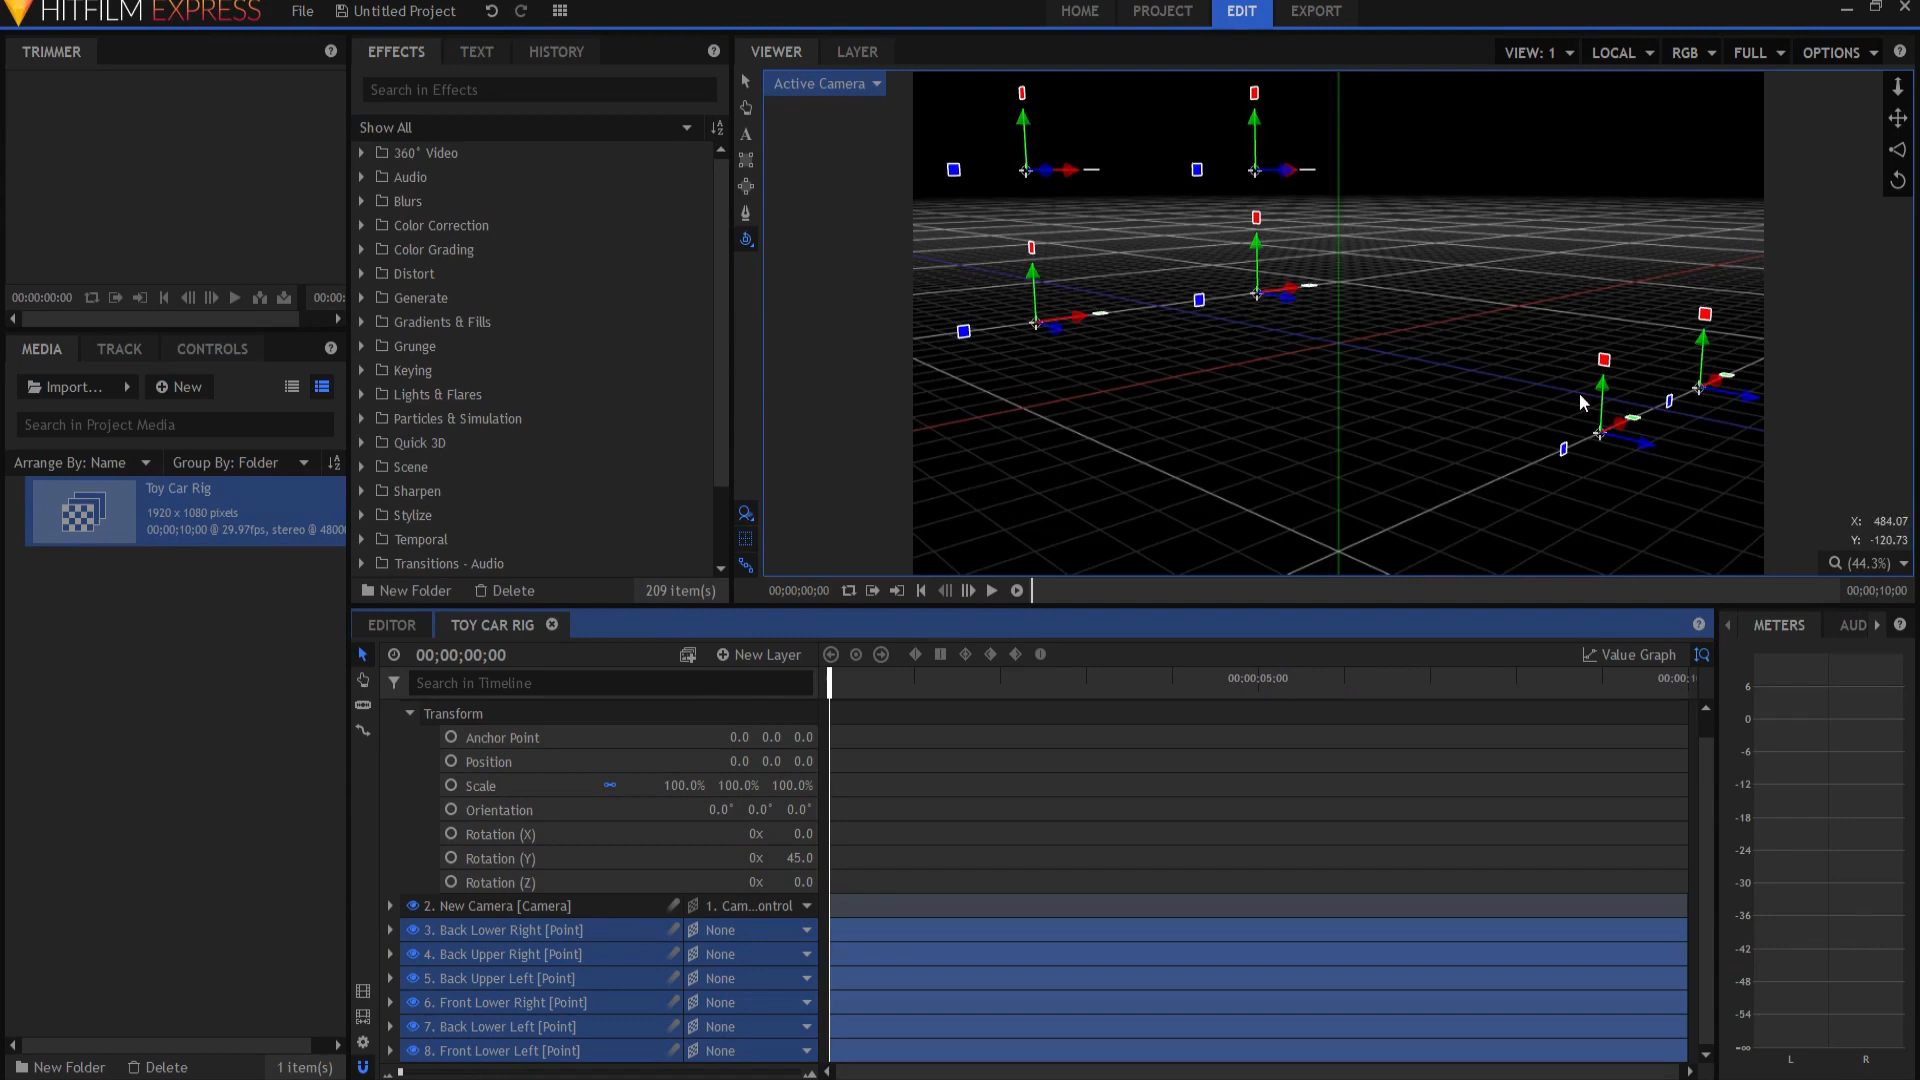 HITFILM EXPRESS
File
Untitled Project
HOME
PROJECT
EDIT
EXPORT
TRIMMER
00:00:00:00
00:00:
MEDIA
TRACK
CONTROLS
Import...
New
Search in Project Media
Arrange By: Name
Group By: Folder
Toy Car Rig
1920 x 1080 pixels
00;00;10;00 @ 29.97fps, stereo @ 4800
New Folder
Delete
1 item(s)
EFFECTS
TEXT
HISTORY
Search in Effects
Show All
360° Video
Audio
Blurs
Color Correction
Color Grading
Distort
Generate
Gradients & Fills
Grunge
Keying
Lights & Flares
Particles & Simulation
Quick 3D
Scene
Sharpen
Stylize
Temporal
Transitions - Audio
New Folder
Delete
209 item(s)
VIEWER
LAYER
VIEW: 1
LOCAL
RGB
FULL
OPTIONS
Active Camera
X: 484.07
Y: -120.73
(44.3%)
00;00;00;00
00;00;10;00
EDITOR
TOY CAR RIG
00;00;00;00
New Layer
Value Graph
Search in Timeline
00;00;05;00
00;00;1
Transform
Anchor Point 0.0 0.0 0.0
Position 0.0 0.0 0.0
Scale 100.0% 100.0% 100.0%
Orientation 0.0° 0.0° 0.0°
Rotation (X) 0x 0.0
Rotation (Y) 0x 45.0
Rotation (Z) 0x 0.0
2. New Camera [Camera] 1. Cam...ontrol
3. Back Lower Right [Point] None
4. Back Upper Right [Point] None
5. Back Upper Left [Point] None
6. Front Lower Right [Point] None
7. Back Lower Left [Point] None
8. Front Lower Left [Point] None
METERS
AUD
6
0
-6
-12
-18
-24
-30
-36
-42
-48
-54
-∞
L R